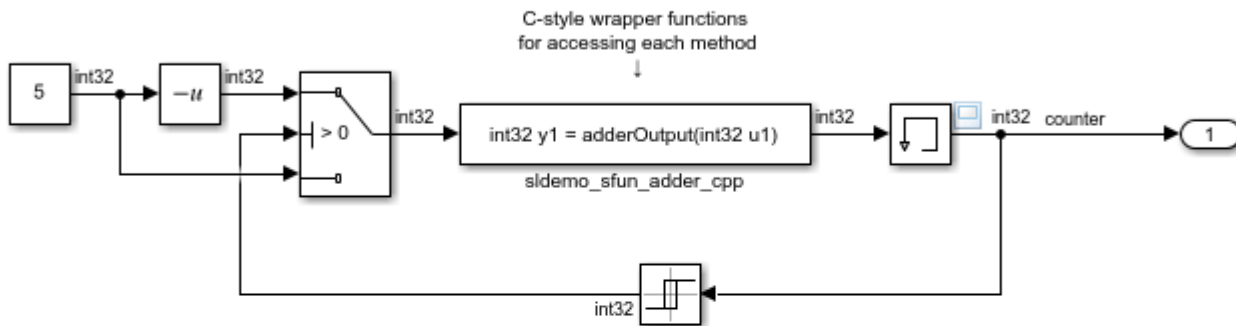 C-style wrapper functions
for accessing each method
↓
5
int32
−u
int32
> 0
int32
int32 y1 = adderOutput(int32 u1)
int32
int32
counter
1
sldemo_sfun_adder_cpp
int32